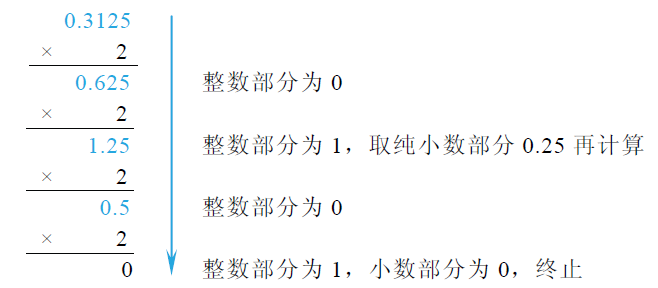 0.3125
× 2
0.625 整数部分为 0
× 2
1.25 整数部分为 1，取纯小数部分 0.25 再计算
× 2
0.5 整数部分为 0
× 2
0 整数部分为 1，小数部分为 0，终止